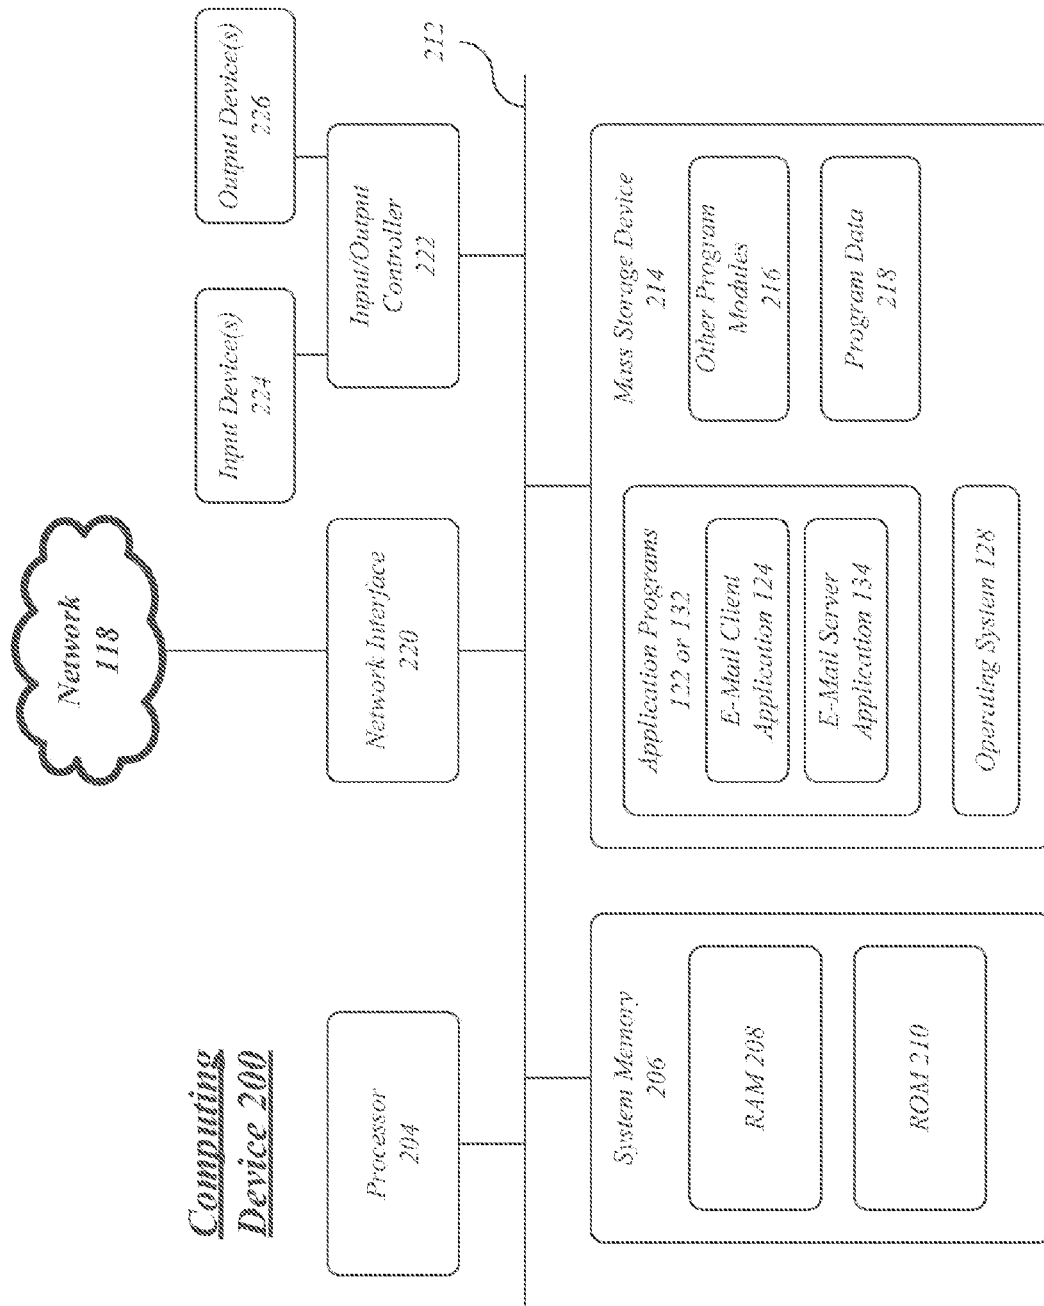 Computing
Device 200
Network
118
Processor
204
Network Interface
220
Input Device(s)
224
Output Device(s)
226
Input/Output
Controller
222
212
System Memory
206
RAM 208
ROM 210
Mass Storage Device
214
Application Programs
122 or 132
E-Mail Client
Application 124
E-Mail Server
Application 134
Operating System 128
Other Program
Modules
216
Program Data
218